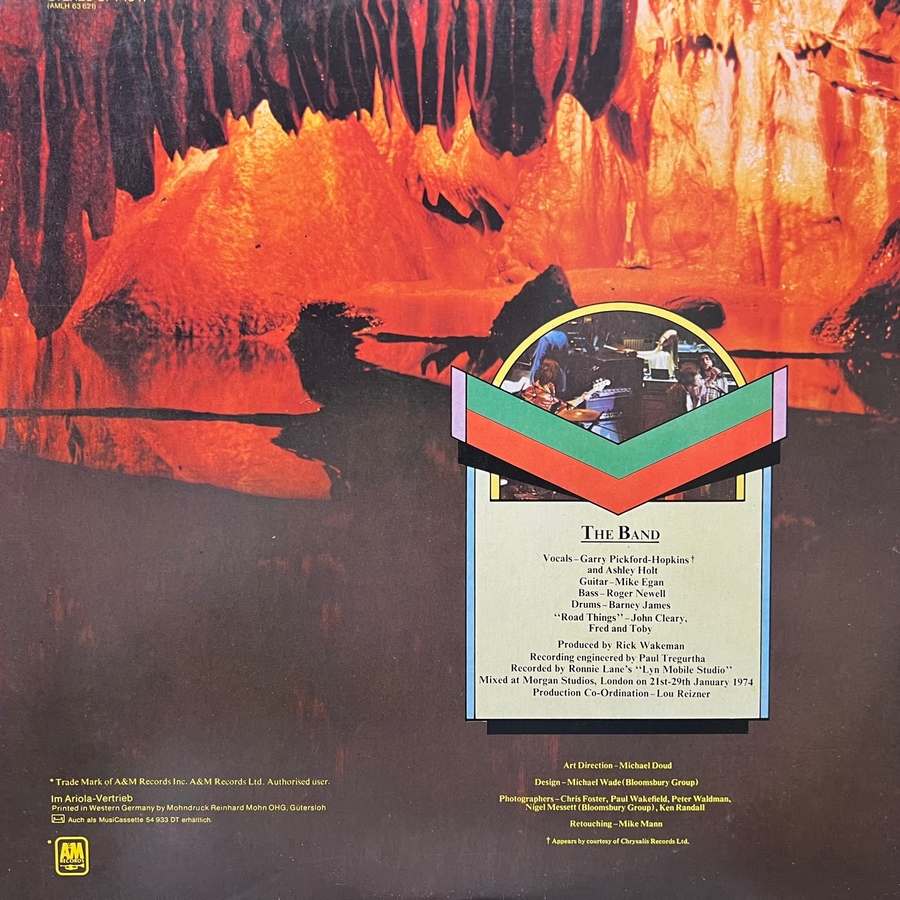 (AMLH 63 621)
THE BAND
Vocals – Garry Pickford-Hopkins †
and Ashley Holt
Guitar – Mike Egan
Bass – Roger Newell
Drums – Barney James
“Road Things” – John Cleary,
Fred and Toby
Produced by Rick Wakeman
Recording engineered by Paul Tregurtha
Recorded by Ronnie Lane's “Lyn Mobile Studio”
Mixed at Morgan Studios, London on 21st-29th January 1974
Production Co-Ordination – Lou Reizner
Art Direction – Michael Doud
Design – Michael Wade (Bloomsbury Group)
Photographers – Chris Foster, Paul Wakefield, Peter Waldman,
Nigel Messett (Bloomsbury Group), Ken Randall
Retouching – Mike Mann
† Appears by courtesy of Chrysalis Records Ltd.
* Trade Mark of A&M Records Inc. A&M Records Ltd. Authorised user.
Im Ariola-Vertrieb
Printed in Western Germany by Mohndruck Reinhard Mohn OHG, Gütersloh
Auch als MusiCassette 54 933 DT erhältlich.
* A&M
RECORDS